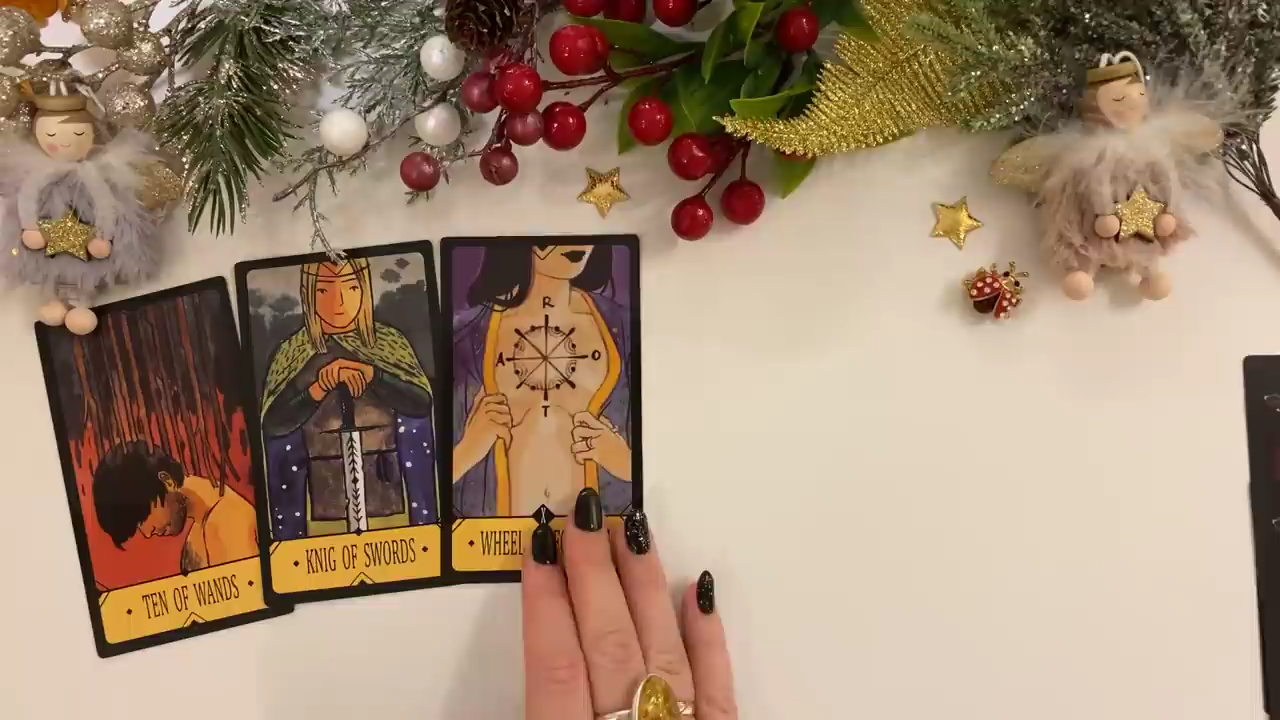 TEN OF WANDS
KNIG OF SWORDS
R
A O
T
WHEEL